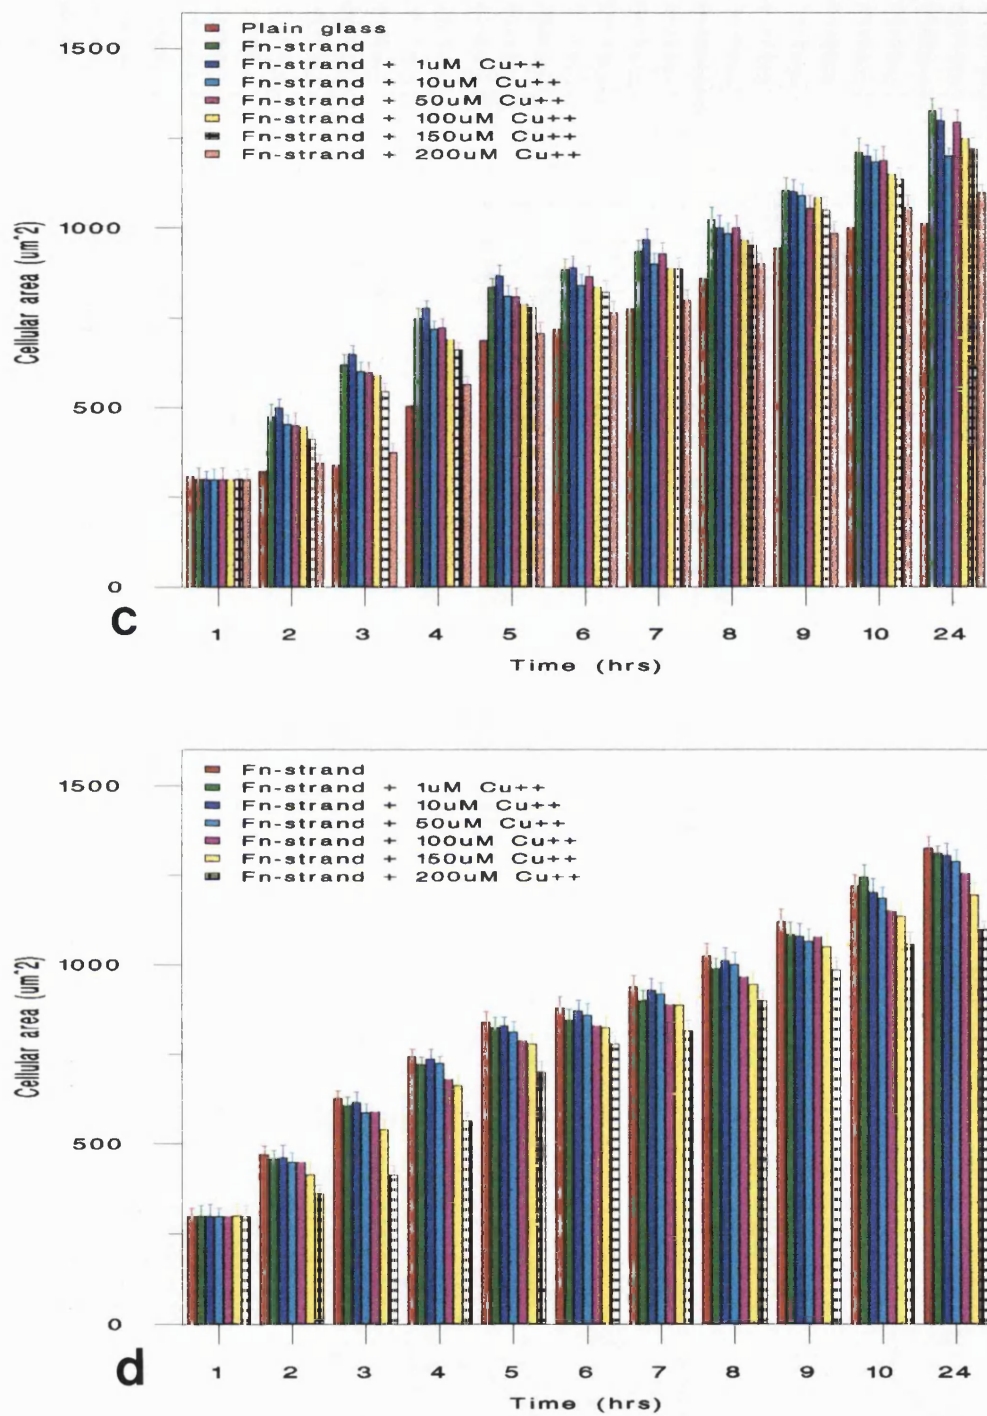 1500
1000
500
0
Cellular area (um^2)
Plain glass
Fn-strand
Fn-strand + 1uM Cu++
Fn-strand + 10uM Cu++
Fn-strand + 50uM Cu++
Fn-strand + 100uM Cu++
Fn-strand + 150uM Cu++
Fn-strand + 200uM Cu++
c
1 2 3 4 5 6 7 8 9 10 24
Time (hrs)
1500
1000
500
0
Cellular area (um^2)
Fn-strand
Fn-strand + 1uM Cu++
Fn-strand + 10uM Cu++
Fn-strand + 50uM Cu++
Fn-strand + 100uM Cu++
Fn-strand + 150uM Cu++
Fn-strand + 200uM Cu++
d
1 2 3 4 5 6 7 8 9 10 24
Time (hrs)